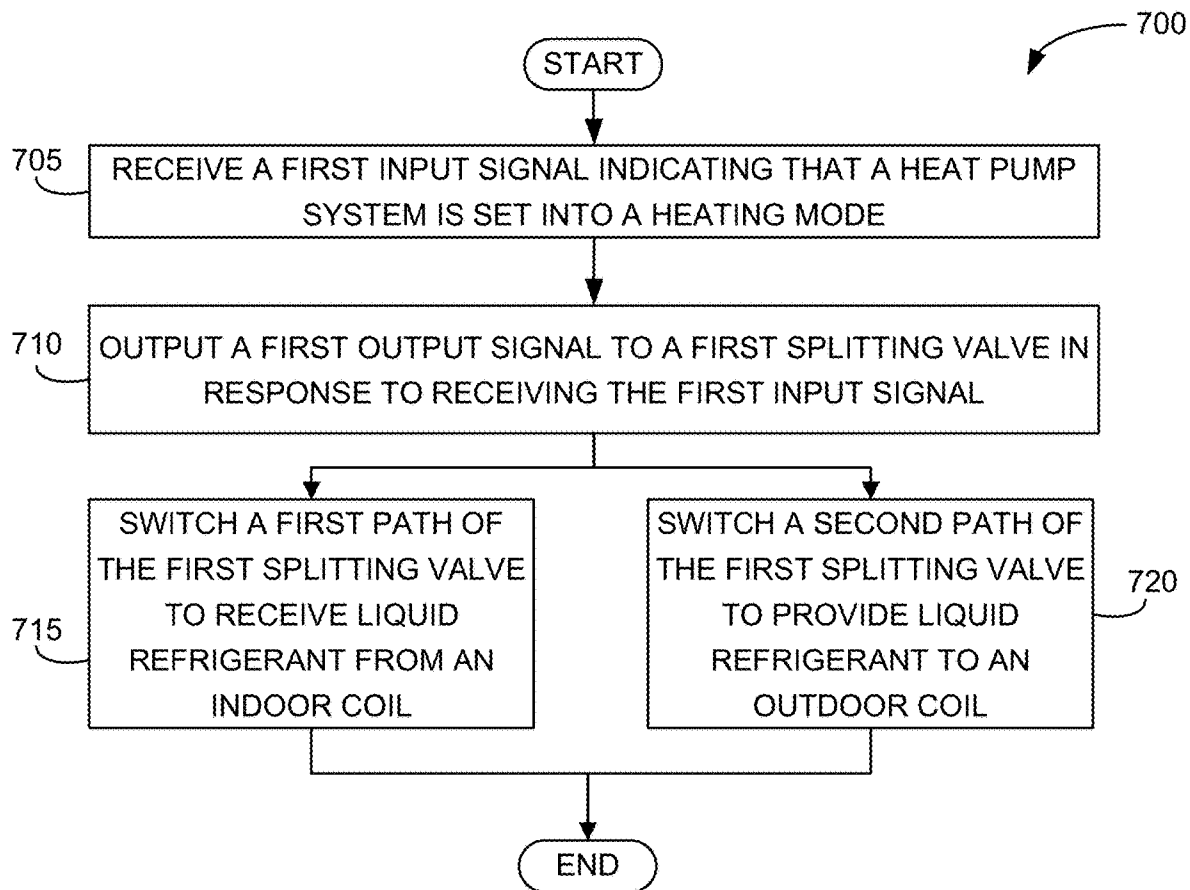 700
START
705
RECEIVE A FIRST INPUT SIGNAL INDICATING THAT A HEAT PUMP
SYSTEM IS SET INTO A HEATING MODE
710
OUTPUT A FIRST OUTPUT SIGNAL TO A FIRST SPLITTING VALVE IN
RESPONSE TO RECEIVING THE FIRST INPUT SIGNAL
715
SWITCH A FIRST PATH OF
THE FIRST SPLITTING VALVE
TO RECEIVE LIQUID
REFRIGERANT FROM AN
INDOOR COIL
SWITCH A SECOND PATH OF
THE FIRST SPLITTING VALVE
TO PROVIDE LIQUID
REFRIGERANT TO AN
OUTDOOR COIL
720
END